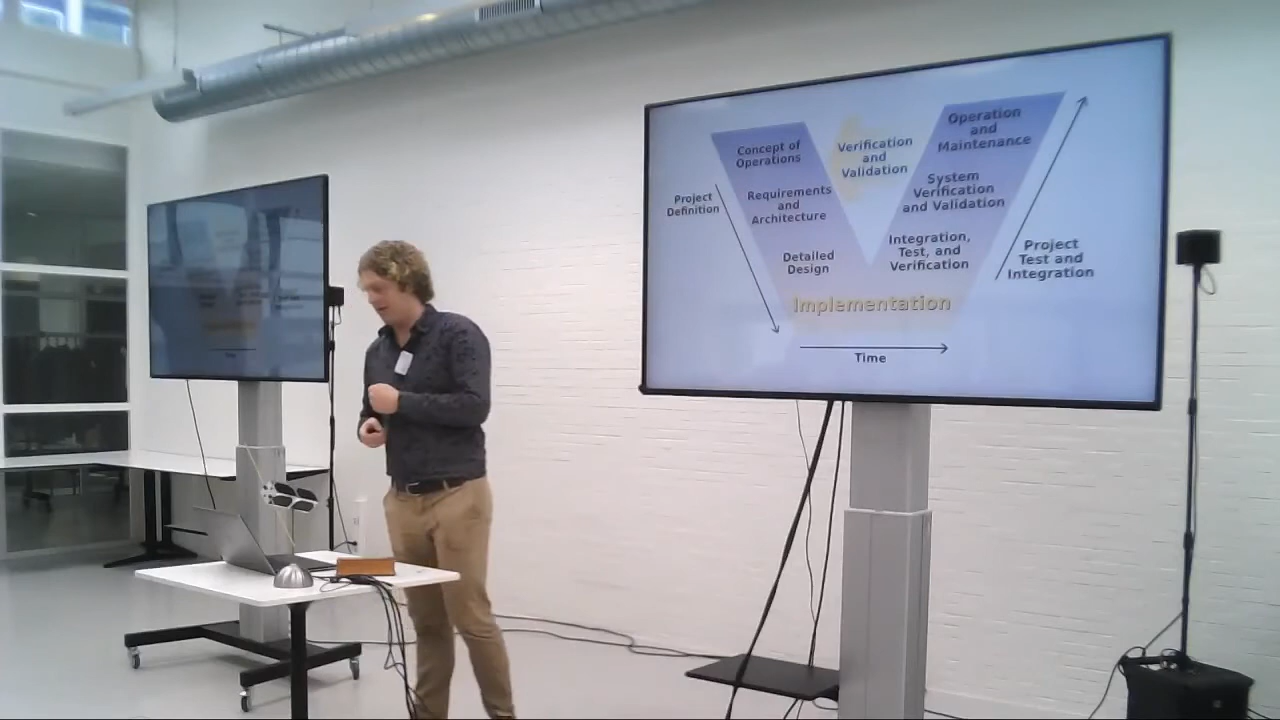 Concept of
Operations
Verification
and
Validation
Operation
and
Maintenance
Project
Definition
Requirements
and
Architecture
System
Verification
and Validation
Detailed
Design
Integration,
Test, and
Verification
Project
Test and
Integration
Implementation
Time